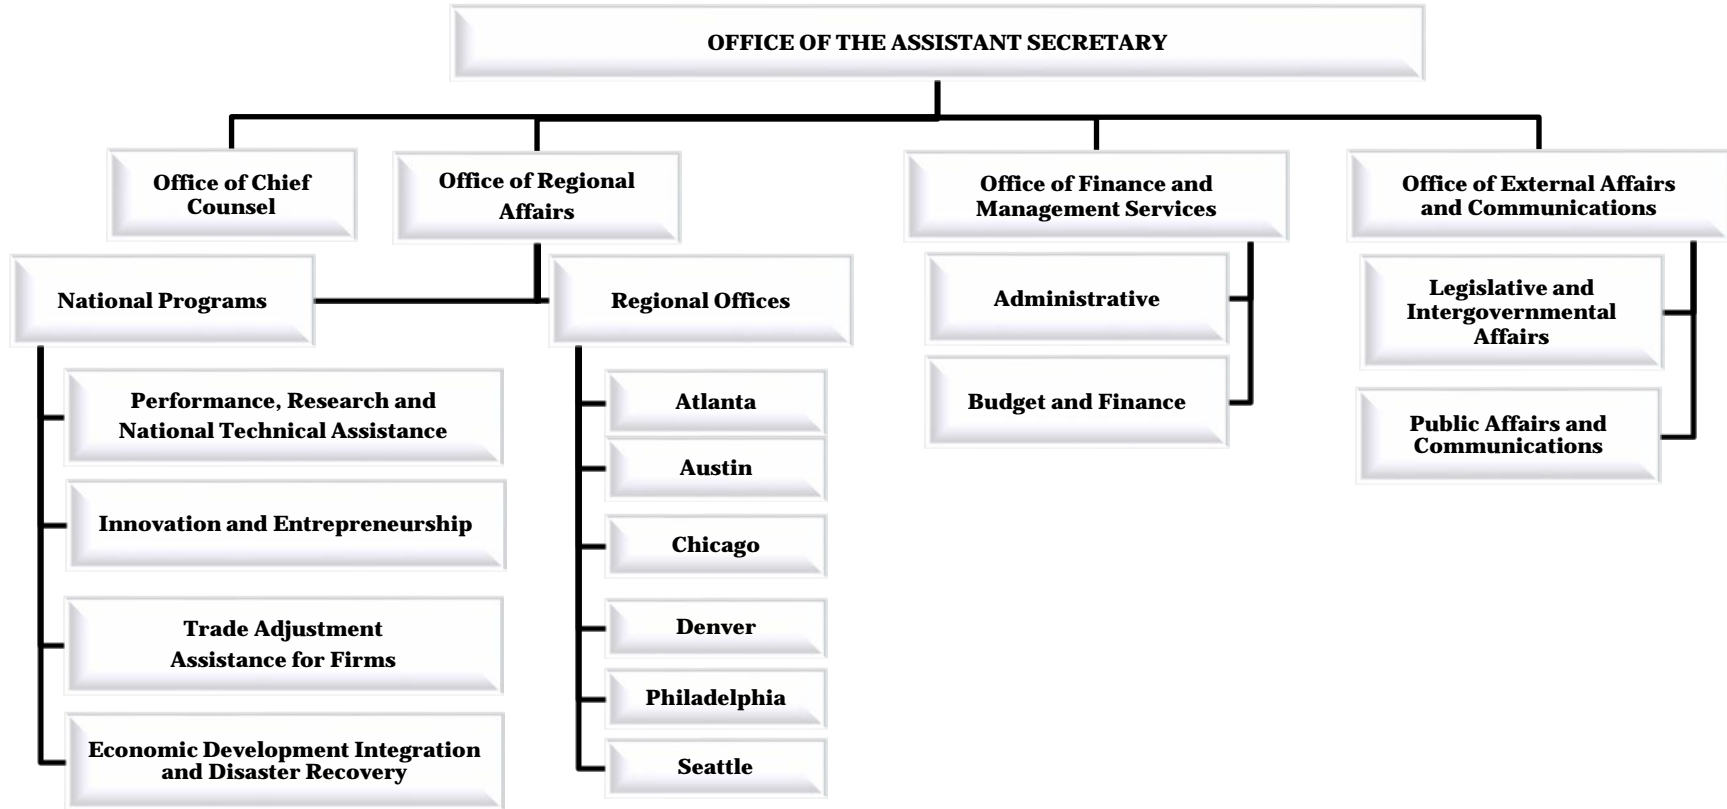 OFFICE OF THE ASSISTANT SECRETARY
Office of Chief
Counsel
Office of Regional
Affairs
Office of Finance and
Management Services
Office of External Affairs
and Communications
National Programs
Regional Offices
Administrative
Legislative and
Intergovernmental
Affairs
Performance, Research and
National Technical Assistance
Atlanta
Budget and Finance
Public Affairs and
Communications
Austin
Innovation and Entrepreneurship
Chicago
Trade Adjustment
Assistance for Firms
Denver
Philadelphia
Economic Development Integration
and Disaster Recovery
Seattle